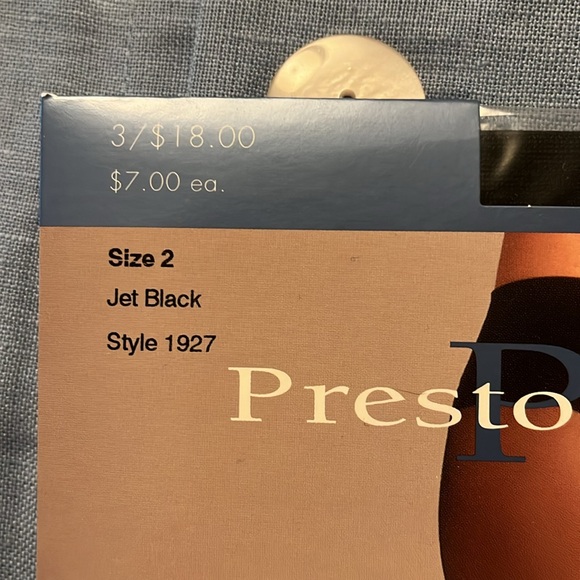 3/$18.00
$7.00 ea.
Size 2
Jet Black
Style 1927
Presto
P